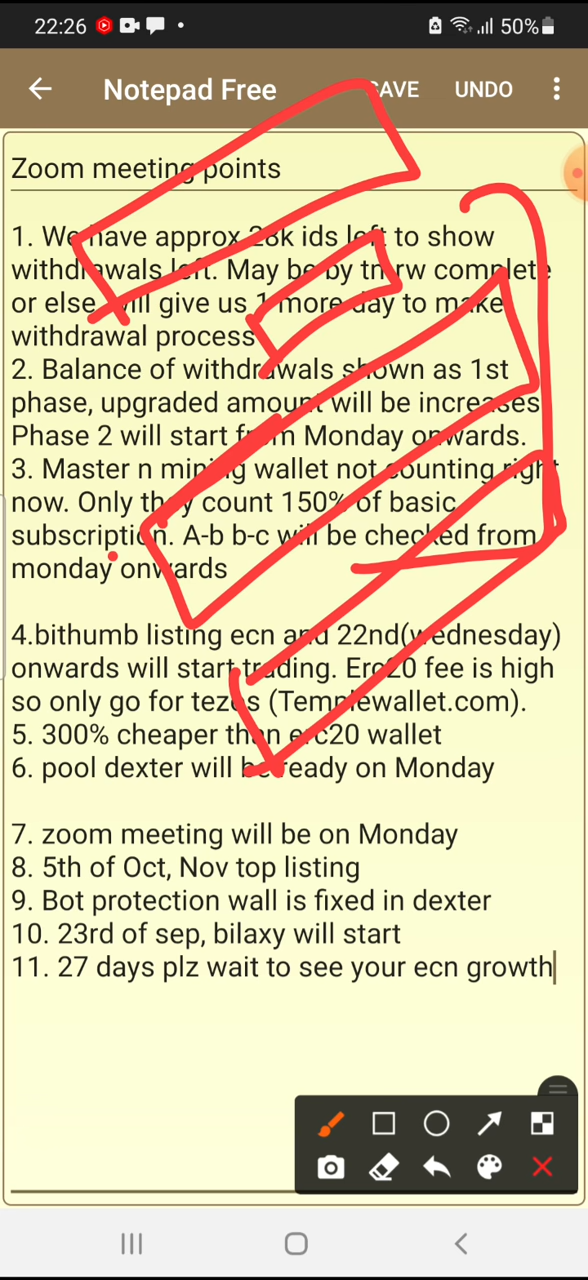 22:26 50%
Notepad Free SAVE UNDO
Zoom meeting points
1. We have approx 28k ids left to show
withdrawals left. May be by tmrw complete
or else will give us 1 more day to make
withdrawal process
2. Balance of withdrawals shown as 1st
phase, upgraded amount will be increases
Phase 2 will start from Monday onwards.
3. Master n mining wallet not counting right
now. Only they count 150% of basic
subscription. A-b b-c will be checked from
monday onwards
4.bithumb listing ecn and 22nd(wednesday)
onwards will start trading. Erc20 fee is high
so only go for tezos (Templewallet.com).
5. 300% cheaper than erc20 wallet
6. pool dexter will be ready on Monday
7. zoom meeting will be on Monday
8. 5th of Oct, Nov top listing
9. Bot protection wall is fixed in dexter
10. 23rd of sep, bilaxy will start
11. 27 days plz wait to see your ecn growth